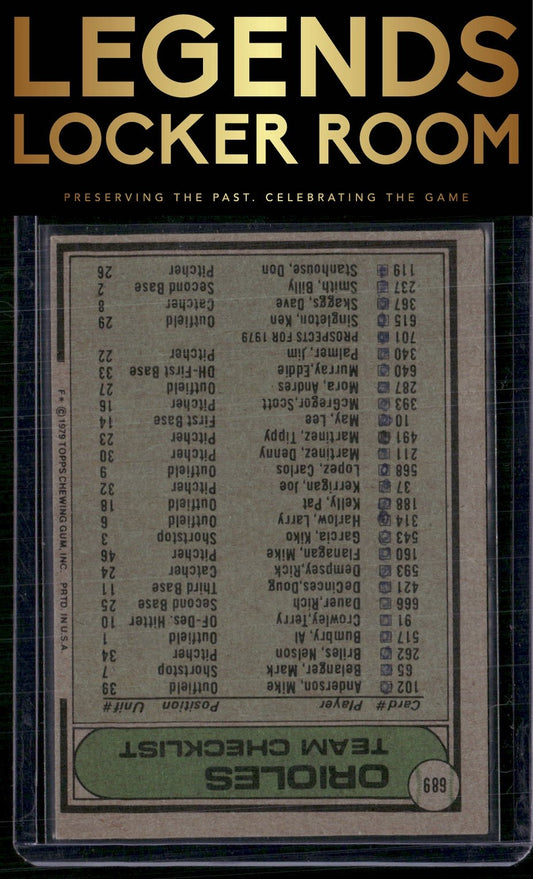 LEGENDS
LOCKER ROOM
PRESERVING THE PAST. CELEBRATING THE GAME
689
ORIOLES
TEAM CHECKLIST
Card# Player Position Unif#
102 Anderson, Mike Outfield 39
65 Belanger, Mark Shortstop 7
262 Briles, Nelson Pitcher 34
517 Bumbry, Al Outfield 1
91 Crowley,Terry OF-Des. Hitter 10
666 Dauer,Rich Second Base 25
421 DeCinces,Doug Third Base 11
593 Dempsey,Rick Catcher 24
160 Flanagan, Mike Pitcher 46
543 Garcia, Kiko Shortstop 3
314 Harlow, Larry Outfield 6
188 Kelly, Pat Outfield 18
37 Kerrigan, Joe Pitcher 32
568 Lopez, Carlos Outfield 9
211 Martinez, Denny Pitcher 30
491 Martinez, Tippy Pitcher 23
10 May, Lee First Base 14
393 McGregor,Scott Pitcher 16
287 Mora, Andres Outfield 27
640 Murray,Eddie DH-First Base 33
340 Palmer, Jim Pitcher 22
701 PROSPECTS FOR 1979
615 Singleton, Ken Outfield 29
367 Skaggs, Dave Catcher 8
237 Smith, Billy Second Base 2
119 Stanhouse, Don Pitcher 26
F* © 1979 TOPPS CHEWING GUM, INC. PRTD. IN U.S.A.